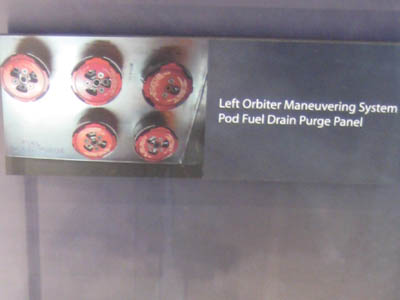 Left Orbiter Maneuvering System
Pod Fuel Drain Purge Panel